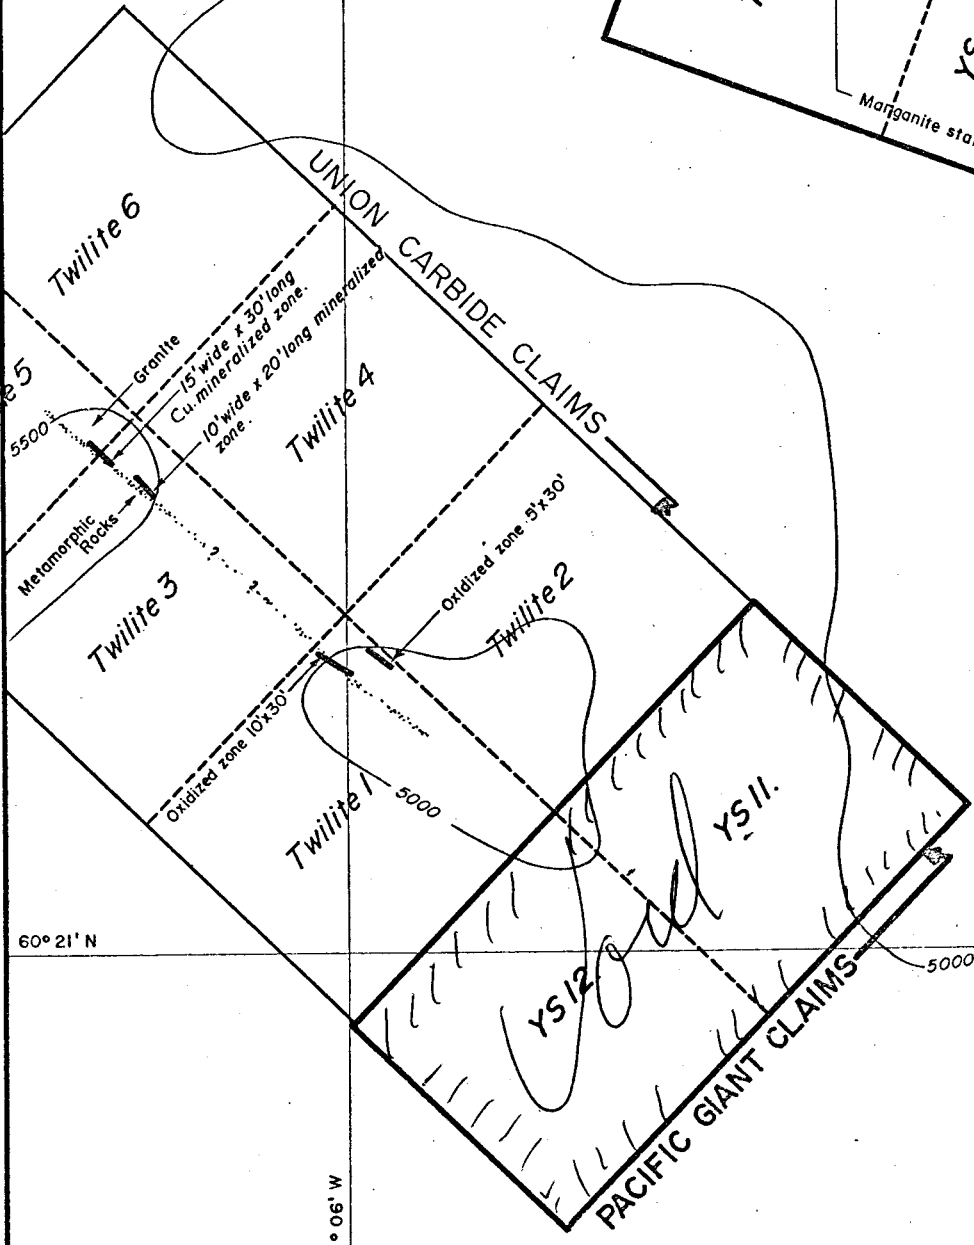 YS
Manganite
UNION CARBIDE CLAIMS
Twilite 6
Granite
15' wide x 30' long
Cu. mineralized zone.
10' wide x 20' long mineralized
zone.
Twilite 4
5500
Metamorphic
Rocks
?
?
Twilite 3
Oxidized zone 5'x30'
Twilite 2
Oxidized zone 10'x30'
Twilite 1
5000
YS 11.
YS 12.
60° 21' N
5000
PACIFIC GIANT CLAIMS
° 06' W